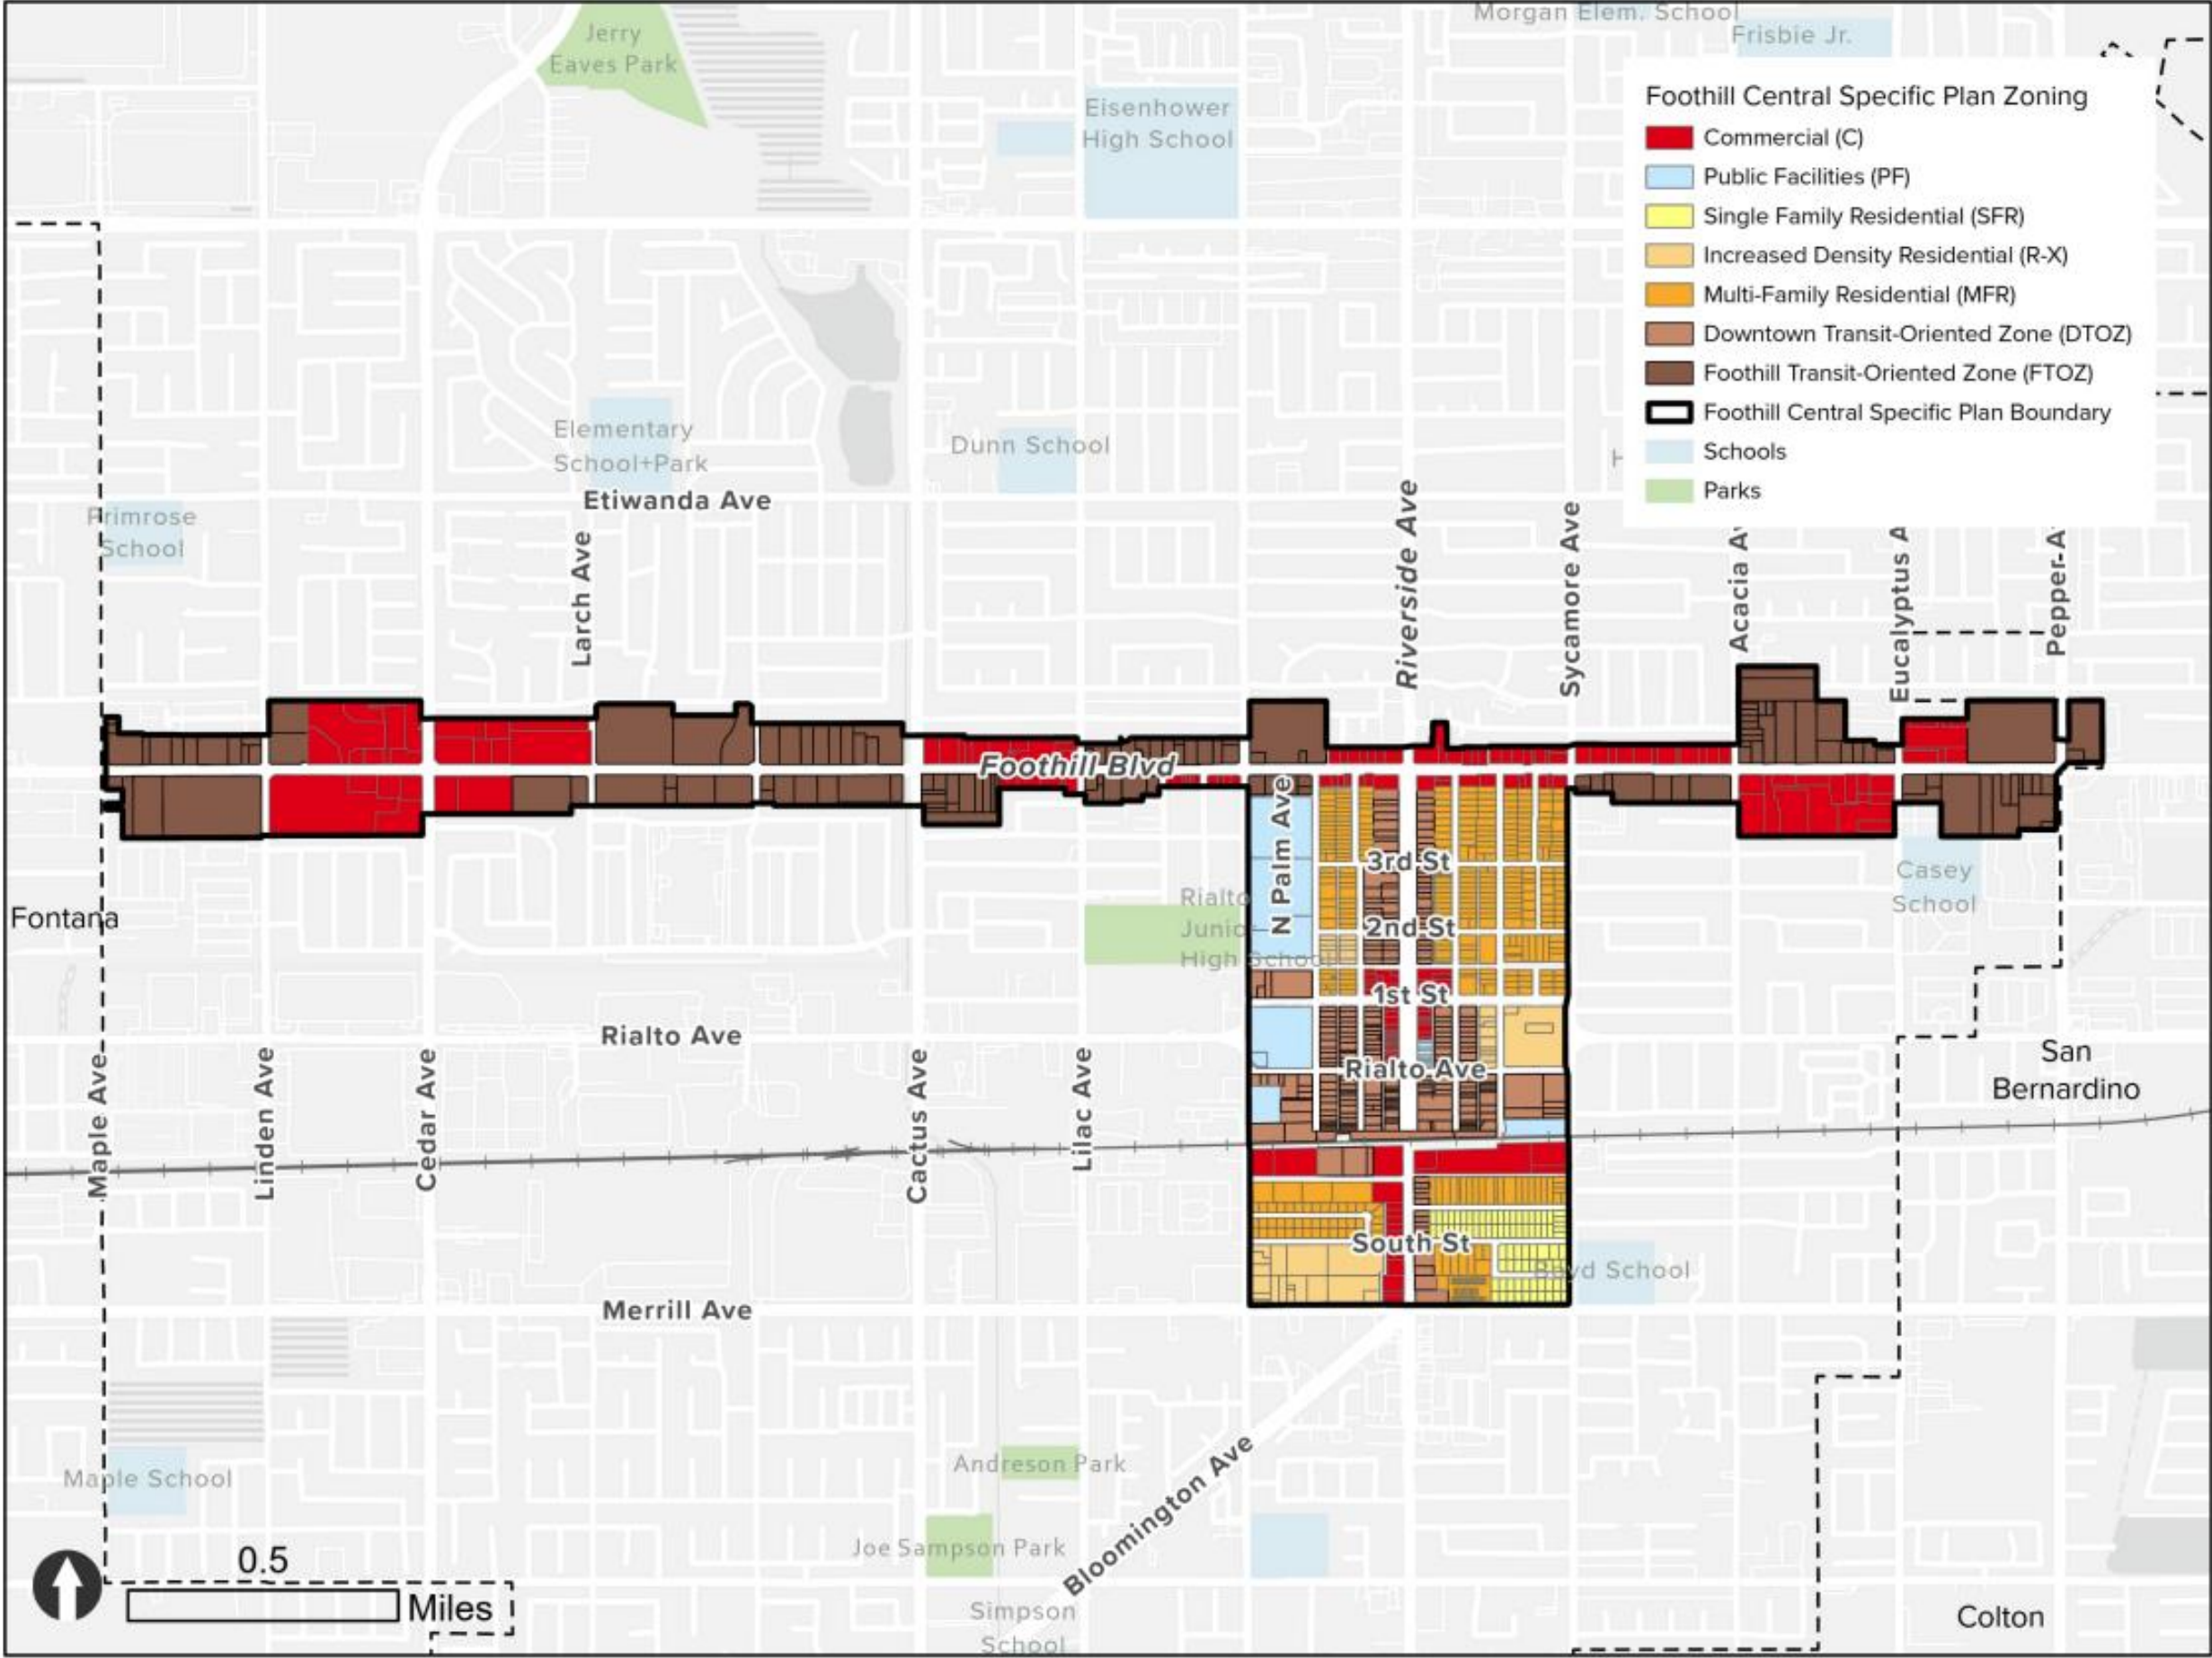 Morgan Elem. School
Frisbie Jr.
Jerry
Eaves Park
Eisenhower
High School
Foothill Central Specific Plan Zoning
Commercial (C)
Public Facilities (PF)
Single Family Residential (SFR)
Increased Density Residential (R-X)
Multi-Family Residential (MFR)
Downtown Transit-Oriented Zone (DTOZ)
Foothill Transit-Oriented Zone (FTOZ)
Foothill Central Specific Plan Boundary
Schools
Parks
Elementary
School+Park
Dunn School
H
Etiwanda Ave
Primrose
School
Larch Ave
Riverside Ave
Sycamore Ave
Acacia A
Eucalyptus A
Pepper A
Foothill Blvd
N Palm Ave
3rd St
2nd St
1st St
Rialto Ave
South St
Rialto
Junior
High School
Casey
School
Fontana
Rialto Ave
San
Bernardino
Maple Ave
Linden Ave
Cedar Ave
Cactus Ave
Lilac Ave
Boyd School
Merrill Ave
Maple School
Andreson Park
Joe Sampson Park
Bloomington Ave
Simpson
School
0.5
Miles
Colton